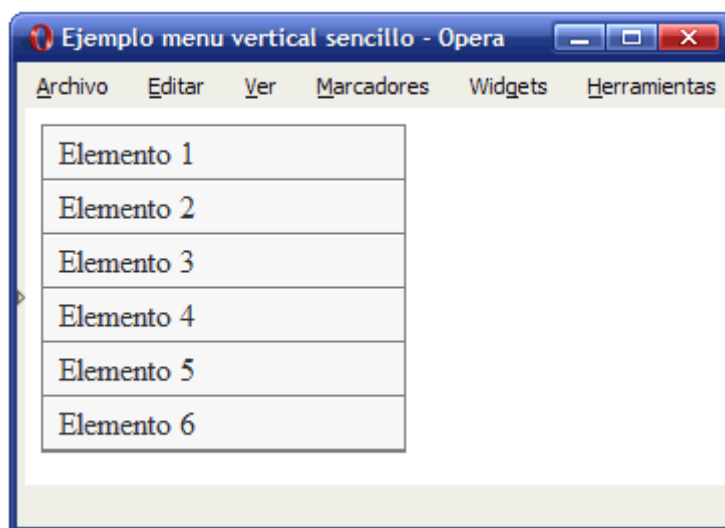 Ejemplo menu vertical sencillo - Opera
Archivo Editar Ver Marcadores Widgets Herramientas
Elemento 1
Elemento 2
Elemento 3
Elemento 4
Elemento 5
Elemento 6